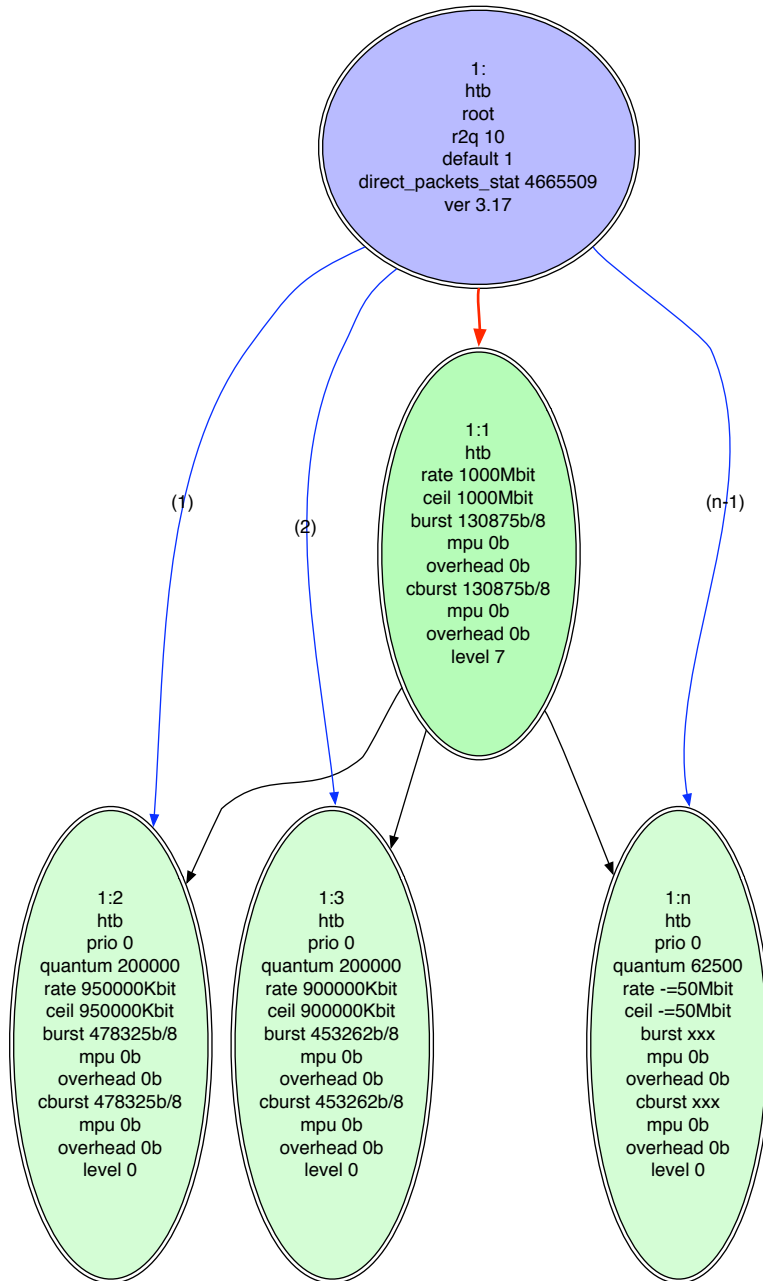 1:
htb
root
r2q 10
default 1
direct_packets_stat 4665509
ver 3.17
(1)
(2)
(n-1)
1:1
htb
rate 1000Mbit
ceil 1000Mbit
burst 130875b/8
mpu 0b
overhead 0b
cburst 130875b/8
mpu 0b
overhead 0b
level 7
1:2
htb
prio 0
quantum 200000
rate 950000Kbit
ceil 950000Kbit
burst 478325b/8
mpu 0b
overhead 0b
cburst 478325b/8
mpu 0b
overhead 0b
level 0
1:3
htb
prio 0
quantum 200000
rate 900000Kbit
ceil 900000Kbit
burst 453262b/8
mpu 0b
overhead 0b
cburst 453262b/8
mpu 0b
overhead 0b
level 0
1:n
htb
prio 0
quantum 62500
rate -=50Mbit
ceil -=50Mbit
burst xxx
mpu 0b
overhead 0b
cburst xxx
mpu 0b
overhead 0b
level 0